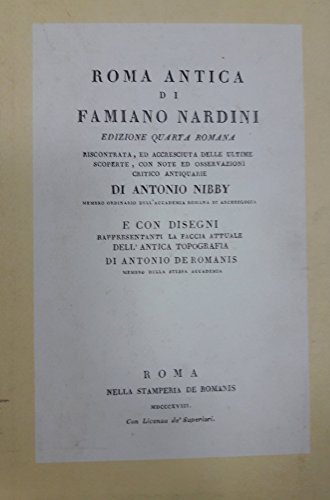 ROMA ANTICA
DI
FAMIANO NARDINI
EDIZIONE QUARTA ROMANA
RISCONTRATA, ED ACCRESCIUTA DELLE ULTIME
SCOPERTE, CON NOTE ED OSSERVAZIONI
CRITICO ANTIQUARIE
DI ANTONIO NIBBY
MEMBRO ORDINARIO DELL'ACCADEMIA ROMANA DI ARCHEOLOGIA
E CON DISEGNI
RAPPRESENTANTI LA FACCIA ATTUALE
DELL'ANTICA TOPOGRAFIA
DI ANTONIO DE ROMANIS
MEMBRO DELLA STESSA ACCADEMIA
ROMA
NELLA STAMPERIA DE ROMANIS
MDCCCXVIII.
Con Licenza de' Superiori.